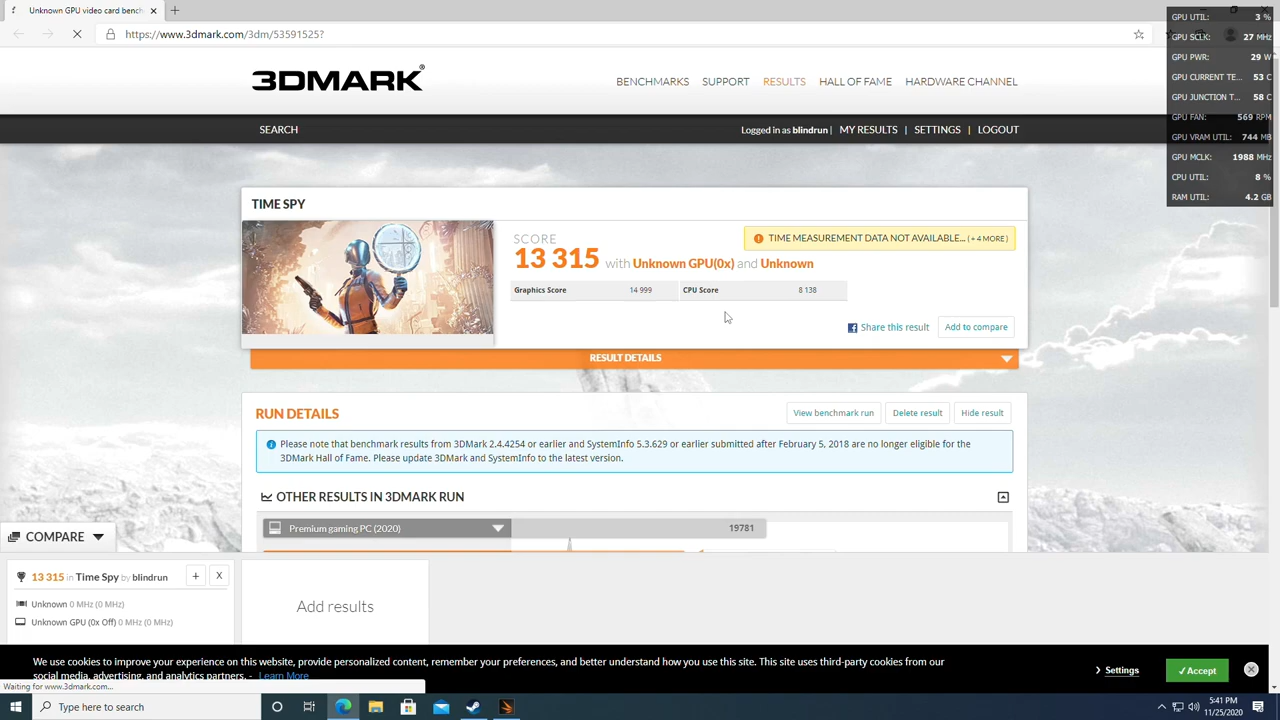 Unknown GPU video card benc
https://www.3dmark.com/3dm/53591525?
GPU UTIL: 3 %
GPU SCLK: 27 MHz
GPU PWR: 29 W
GPU CURRENT TE... 53 C
GPU JUNCTION T... 58 C
GPU FAN: 569 RPM
GPU VRAM UTIL: 744 MB
GPU MCLK: 1988 MHz
CPU UTIL: 8 %
RAM UTIL: 4.2 GB
3DMARK®
BENCHMARKS SUPPORT RESULTS HALL OF FAME HARDWARE CHANNEL
SEARCH
Logged in as blindrun | MY RESULTS | SETTINGS | LOGOUT
TIME SPY
SCORE
TIME MEASUREMENT DATA NOT AVAILABLE... ( + 4 MORE )
13 315 with Unknown GPU(0x) and Unknown
Graphics Score 14 999 CPU Score 8 138
Share this result
Add to compare
RESULT DETAILS
RUN DETAILS
View benchmark run
Delete result
Hide result
Please note that benchmark results from 3DMark 2.4.4254 or earlier and SystemInfo 5.3.629 or earlier submitted after February 5, 2018 are no longer eligible for the
3DMark Hall of Fame. Please update 3DMark and SystemInfo to the latest version.
OTHER RESULTS IN 3DMARK RUN
Premium gaming PC (2020) 19781
COMPARE
13 315 in Time Spy by blindrun + X
Unknown 0 MHz (0 MHz)
Unknown GPU (0x Off) 0 MHz (0 MHz)
Add results
We use cookies to improve your experience on this website, provide personalized content, remember your preferences, and better understand how you use this site. This site uses third-party cookies from
social media, advertising, and analytics partners. - Learn More
Settings
✓Accept
Waiting for www.3dmark.com...
Type here to search
5:41 PM
11/25/2020